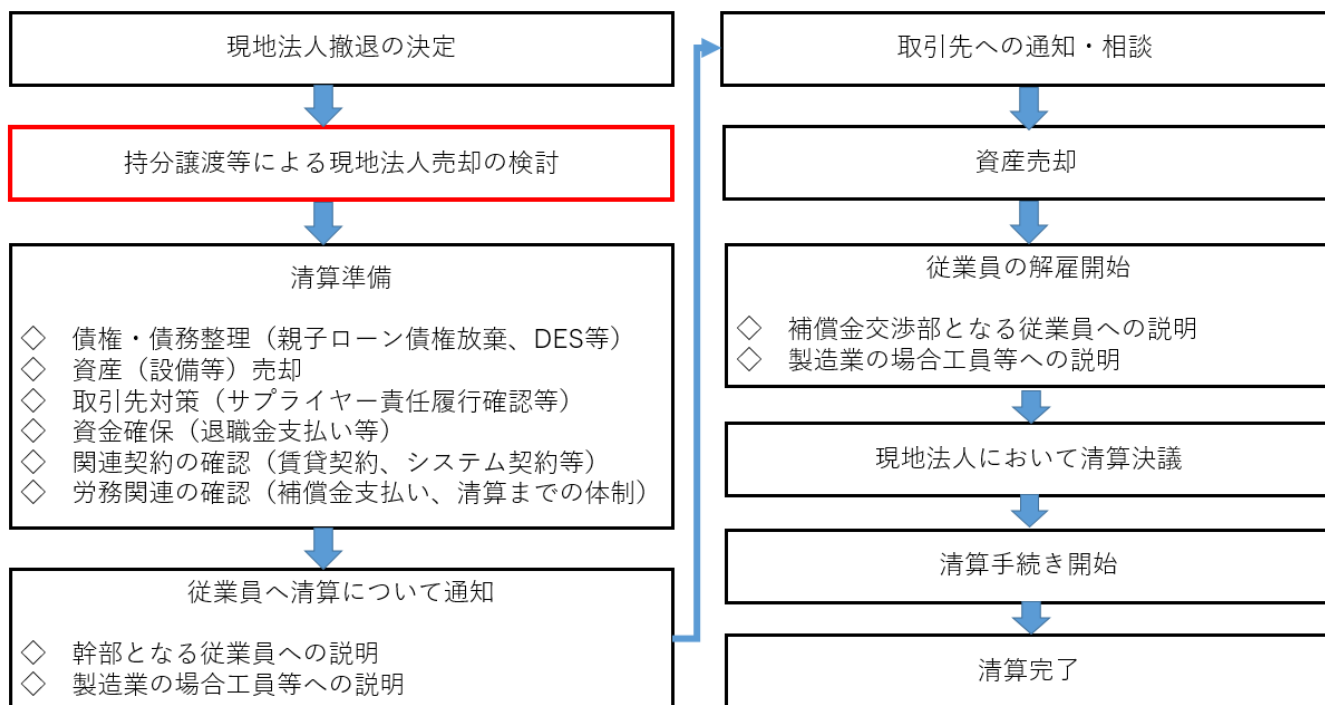 現地法人撤退の決定
持分譲渡等による現地法人売却の検討
清算準備
◇ 債権・債務整理（親子ローン債権放棄、DES等）
◇ 資産（設備等）売却
◇ 取引先対策（サプライヤー責任履行確認等）
◇ 資金確保（退職金支払い等）
◇ 関連契約の確認（賃貸契約、システム契約等）
◇ 労務関連の確認（補償金支払い、清算までの体制）
従業員へ清算について通知
◇ 幹部となる従業員への説明
◇ 製造業の場合工員等への説明
取引先への通知・相談
資産売却
従業員の解雇開始
◇ 補償金交渉部となる従業員への説明
◇ 製造業の場合工員等への説明
現地法人において清算決議
清算手続き開始
清算完了